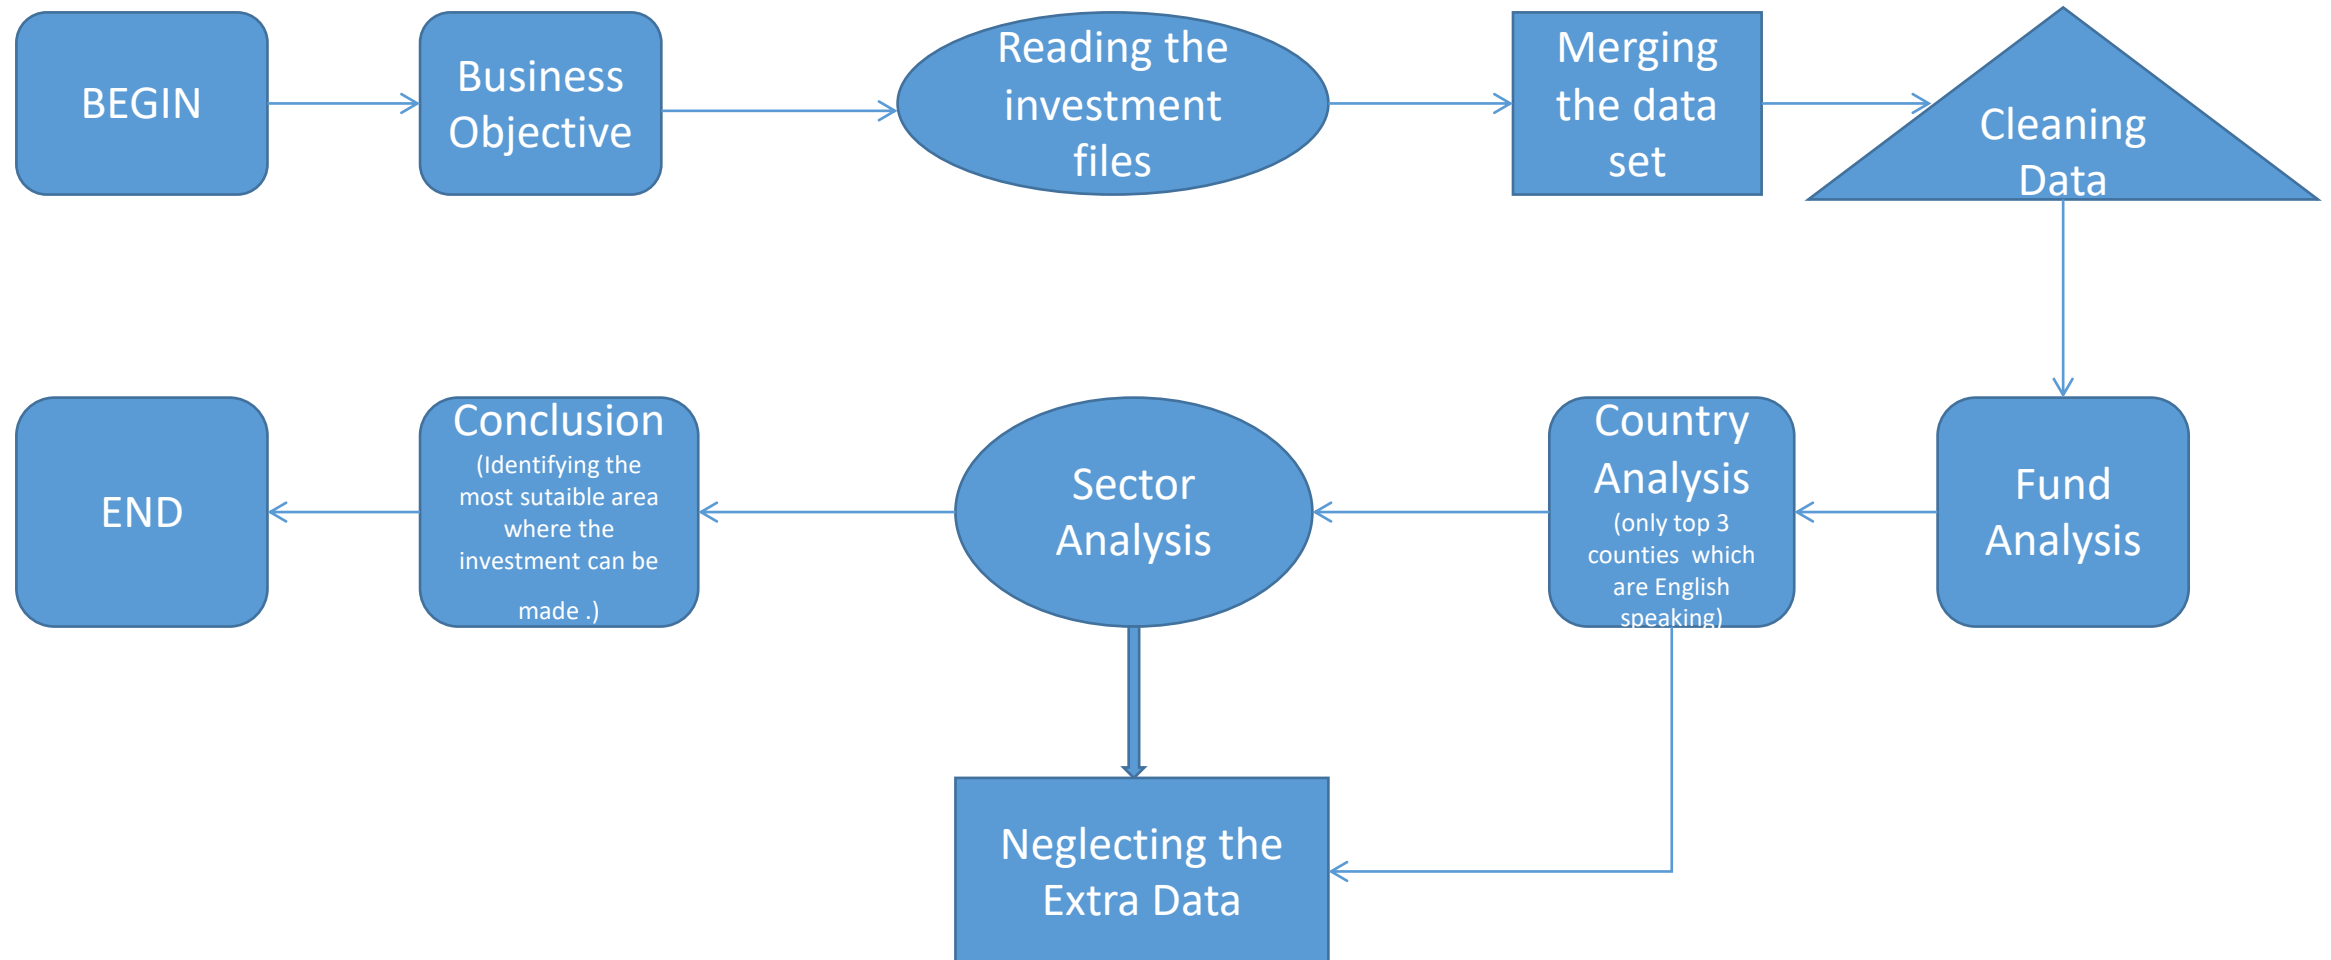 BEGIN
Business
Objective
Reading the
investment
files
Merging
the data
set
Cleaning
Data
END
Conclusion
(Identifying the
most sutaible area
where the
investment can be
made .)
Sector
Analysis
Country
Analysis
(only top 3
counties  which
are English
speaking)
Fund
Analysis
Neglecting the
Extra Data